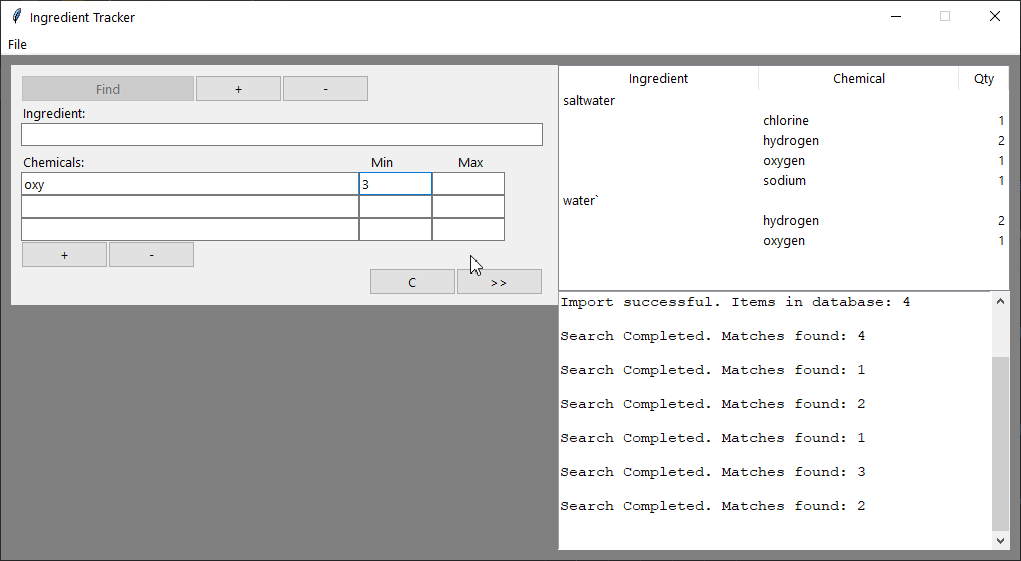 Ingredient Tracker
File
Find + -
Ingredient:
Chemicals: Min Max
oxy 3
+ -
C >>
Ingredient Chemical Qty
saltwater
chlorine 1
hydrogen 2
oxygen 1
sodium 1
water`
hydrogen 2
oxygen 1
Import successful. Items in database: 4
Search Completed. Matches found: 4
Search Completed. Matches found: 1
Search Completed. Matches found: 2
Search Completed. Matches found: 1
Search Completed. Matches found: 3
Search Completed. Matches found: 2